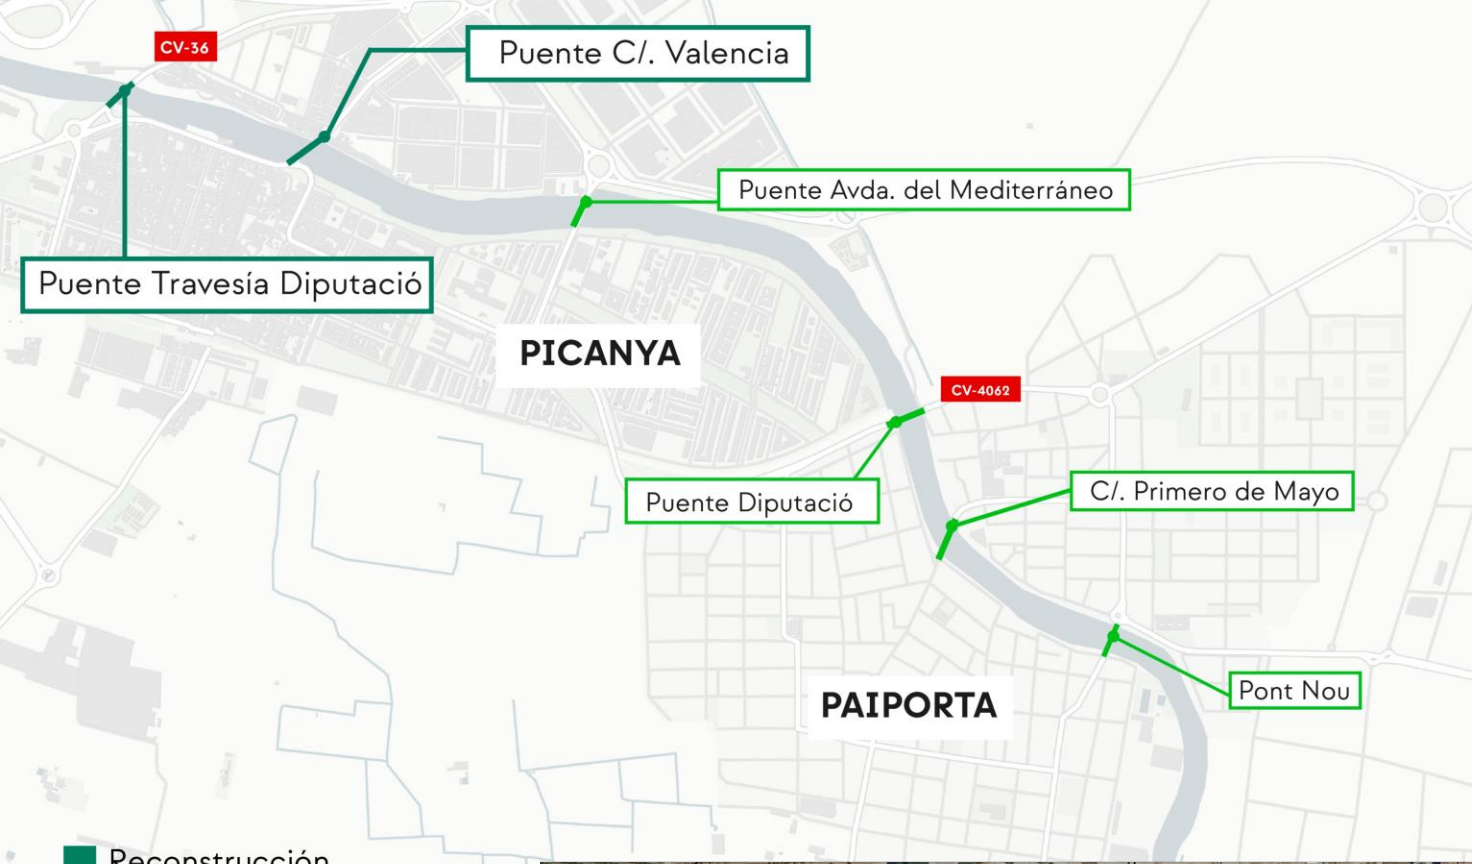 CV-36
Puente C/. Valencia
Puente Avda. del Mediterráneo
Puente Travesía Diputació
PICANYA
CV-4062
Puente Diputació
C/. Primero de Mayo
Pont Nou
PAIPORTA
Reconstrucción